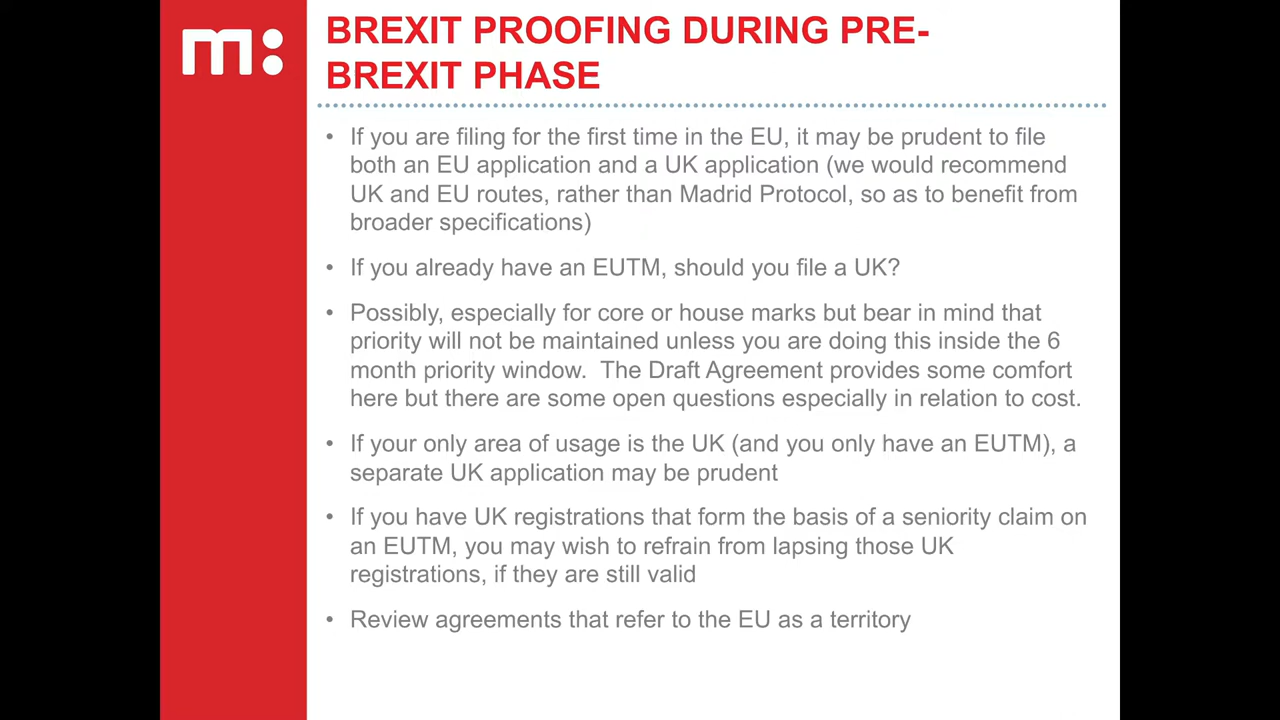 m:
BREXIT PROOFING DURING PRE-
BREXIT PHASE
• If you are filing for the first time in the EU, it may be prudent to file
both an EU application and a UK application (we would recommend
UK and EU routes, rather than Madrid Protocol, so as to benefit from
broader specifications)
• If you already have an EUTM, should you file a UK?
• Possibly, especially for core or house marks but bear in mind that
priority will not be maintained unless you are doing this inside the 6
month priority window.  The Draft Agreement provides some comfort
here but there are some open questions especially in relation to cost.
• If your only area of usage is the UK (and you only have an EUTM), a
separate UK application may be prudent
• If you have UK registrations that form the basis of a seniority claim on
an EUTM, you may wish to refrain from lapsing those UK
registrations, if they are still valid
• Review agreements that refer to the EU as a territory